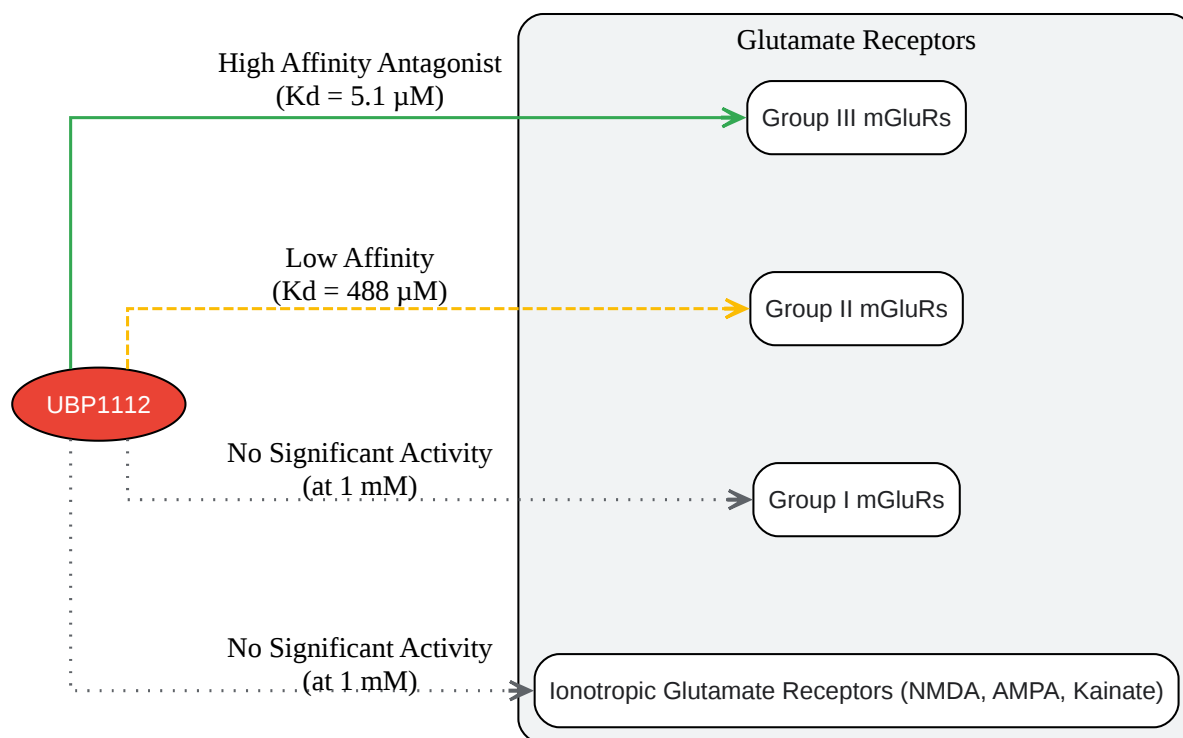 Glutamate Receptors
High Affinity Antagonist
(Kd = 5.1 µM)
Group III mGluRs
Low Affinity
(Kd = 488 µM)
Group II mGluRs
UBP1112
No Significant Activity
(at 1 mM)
Group I mGluRs
No Significant Activity
(at 1 mM)
Ionotropic Glutamate Receptors (NMDA, AMPA, Kainate)